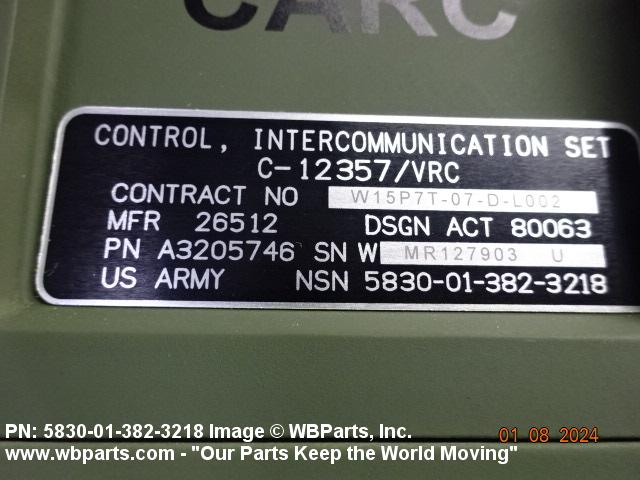 CARC
CONTROL, INTERCOMMUNICATION SET
C-12357/VRC
CONTRACT NO W15P7T-07-D-L002
MFR 26512 DSGN ACT 80063
PN A3205746 SN W MR127903 U
US ARMY NSN 5830-01-382-3218
PN: 5830-01-382-3218 Image © WBParts, Inc.
01 08 2024
www.wbparts.com - "Our Parts Keep the World Moving"